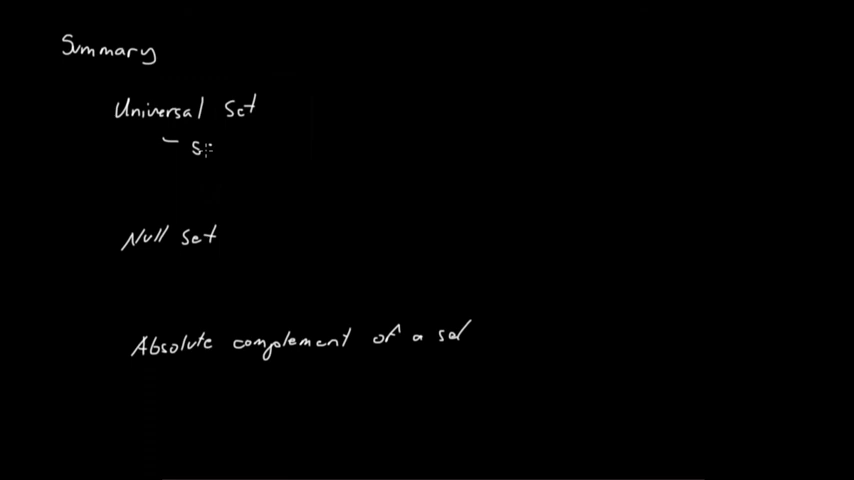 Summary
Universal Set
- s
Null Set
Absolute complement of a set